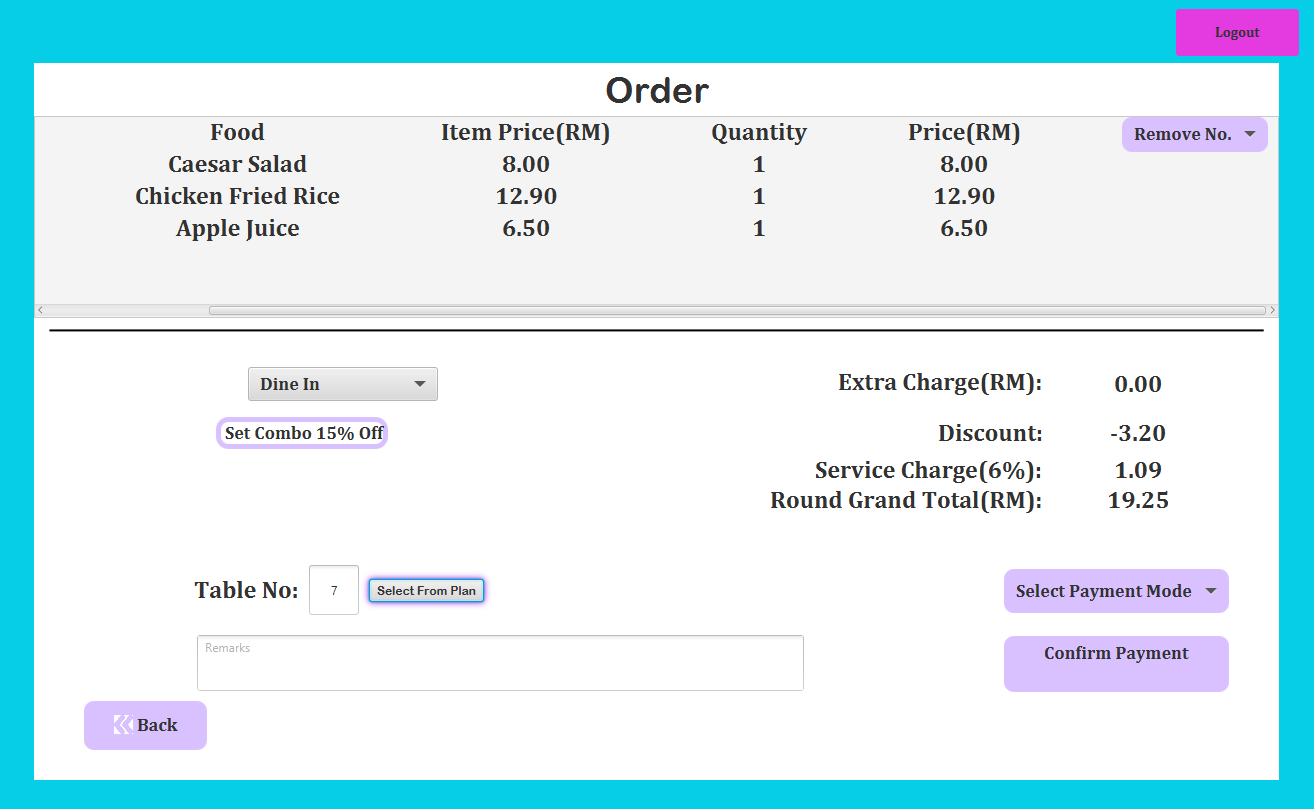 Logout
Order
Food Item Price(RM) Quantity Price(RM) Remove No.
Caesar Salad 8.00 1 8.00
Chicken Fried Rice 12.90 1 12.90
Apple Juice 6.50 1 6.50
Dine In Extra Charge(RM): 0.00
Set Combo 15% Off Discount: -3.20
Service Charge(6%): 1.09
Round Grand Total(RM): 19.25
Table No: 7 Select From Plan Select Payment Mode
Remarks Confirm Payment
Back